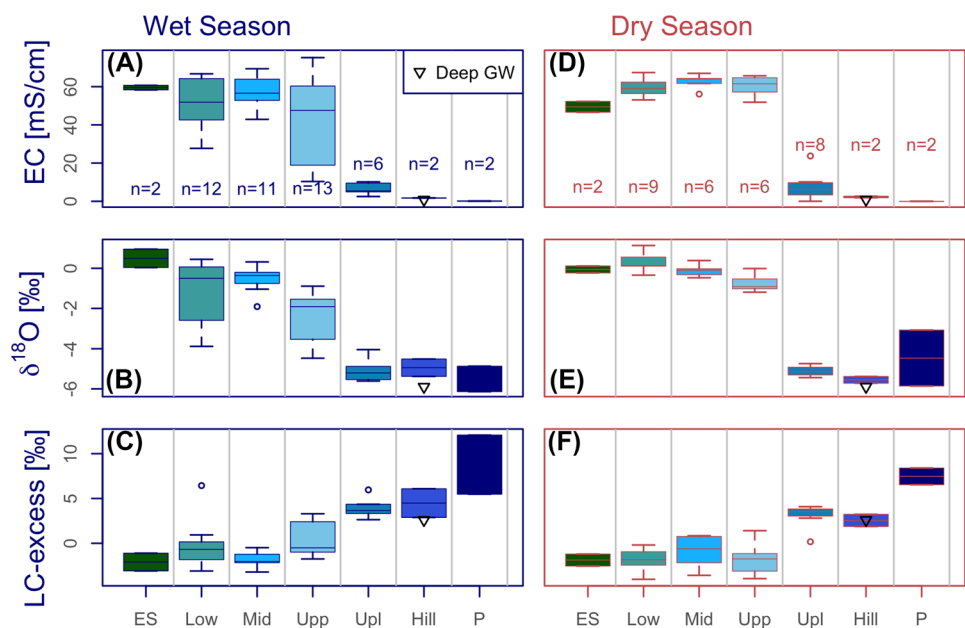 Wet Season
Dry Season
EC [mS/cm]
0 20 40 60
(A)
▽ Deep GW
n=2 n=12 n=11 n=13 n=6 n=2 n=2
(D)
n=2 n=9 n=6 n=6 n=8 n=2 n=2
δ¹⁸O [‰]
-6 -4 -2 0
(B)
(E)
LC-excess [‰]
0 5 10
(C)
(F)
ES Low Mid Upp Upl Hill P
ES Low Mid Upp Upl Hill P